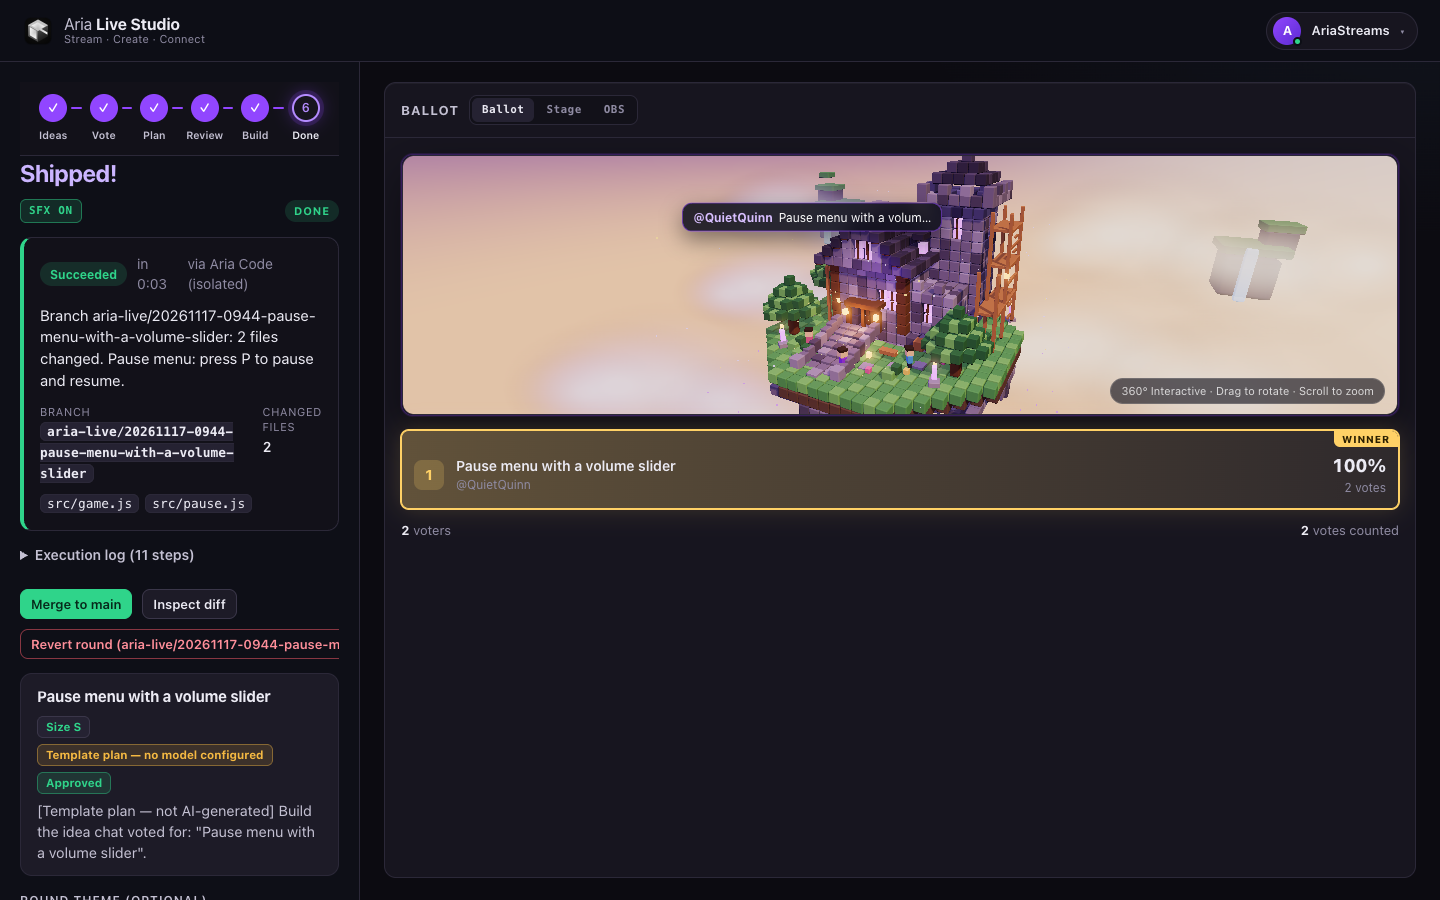 Aria Live Studio
Stream · Create · Connect
A
AriaStreams
Ideas
Vote
Plan
Review
Build
6
Done
Shipped!
SFX ON
DONE
Succeeded
in 0:03
via Aria Code (isolated)
Branch aria-live/20261117-0944-pause-
menu-with-a-volume-slider: 2 files
changed. Pause menu: press P to pause
and resume.
BRANCH
aria-live/20261117-0944-
pause-menu-with-a-volume-
slider
CHANGED
FILES
2
src/game.js
src/pause.js
Execution log (11 steps)
Merge to main
Inspect diff
Revert round (aria-live/20261117-0944-pause-m
Pause menu with a volume slider
Size S
Template plan — no model configured
Approved
[Template plan — not AI-generated] Build
the idea chat voted for: "Pause menu with
a volume slider".
ROUND THEME (OPTIONAL)
BALLOT
Ballot
Stage
OBS
@QuietQuinn Pause menu with a volum...
360° Interactive · Drag to rotate · Scroll to zoom
WINNER
1
Pause menu with a volume slider
@QuietQuinn
100%
2 votes
2 voters
2 votes counted